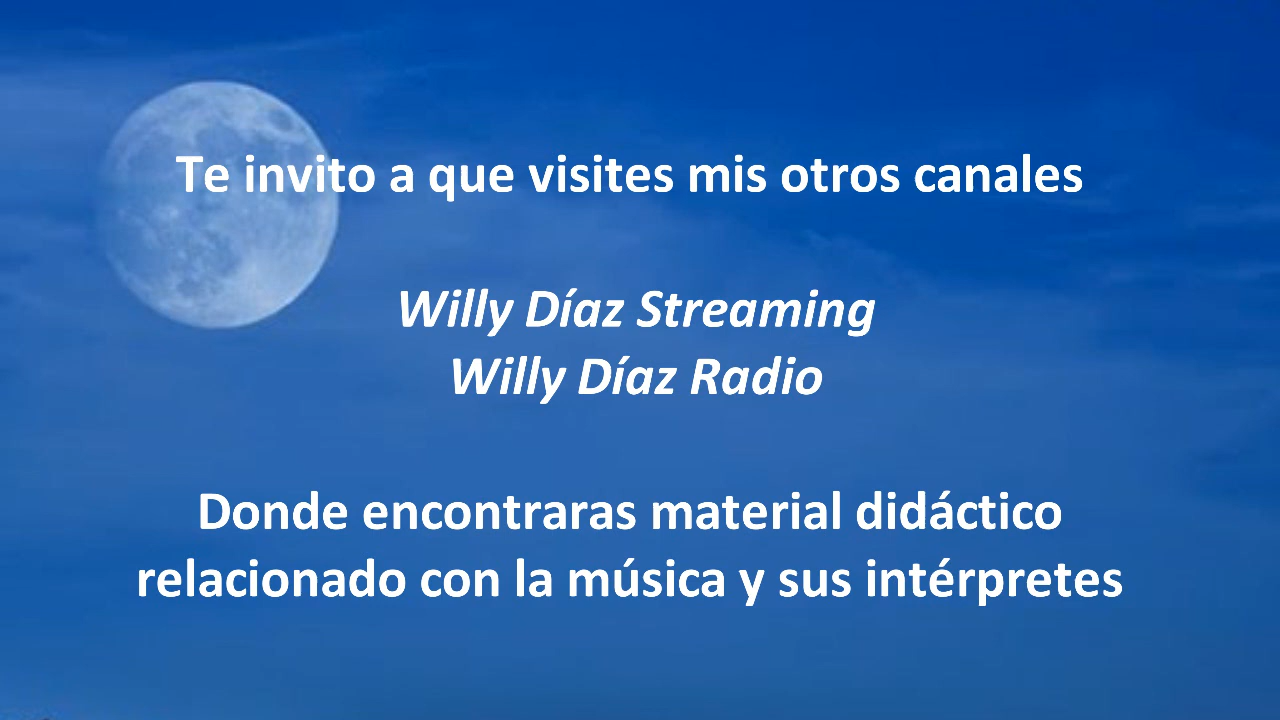 Te invito a que visites mis otros canales
Willy Díaz Streaming
Willy Díaz Radio
Donde encontraras material didáctico
relacionado con la música y sus intérpretes